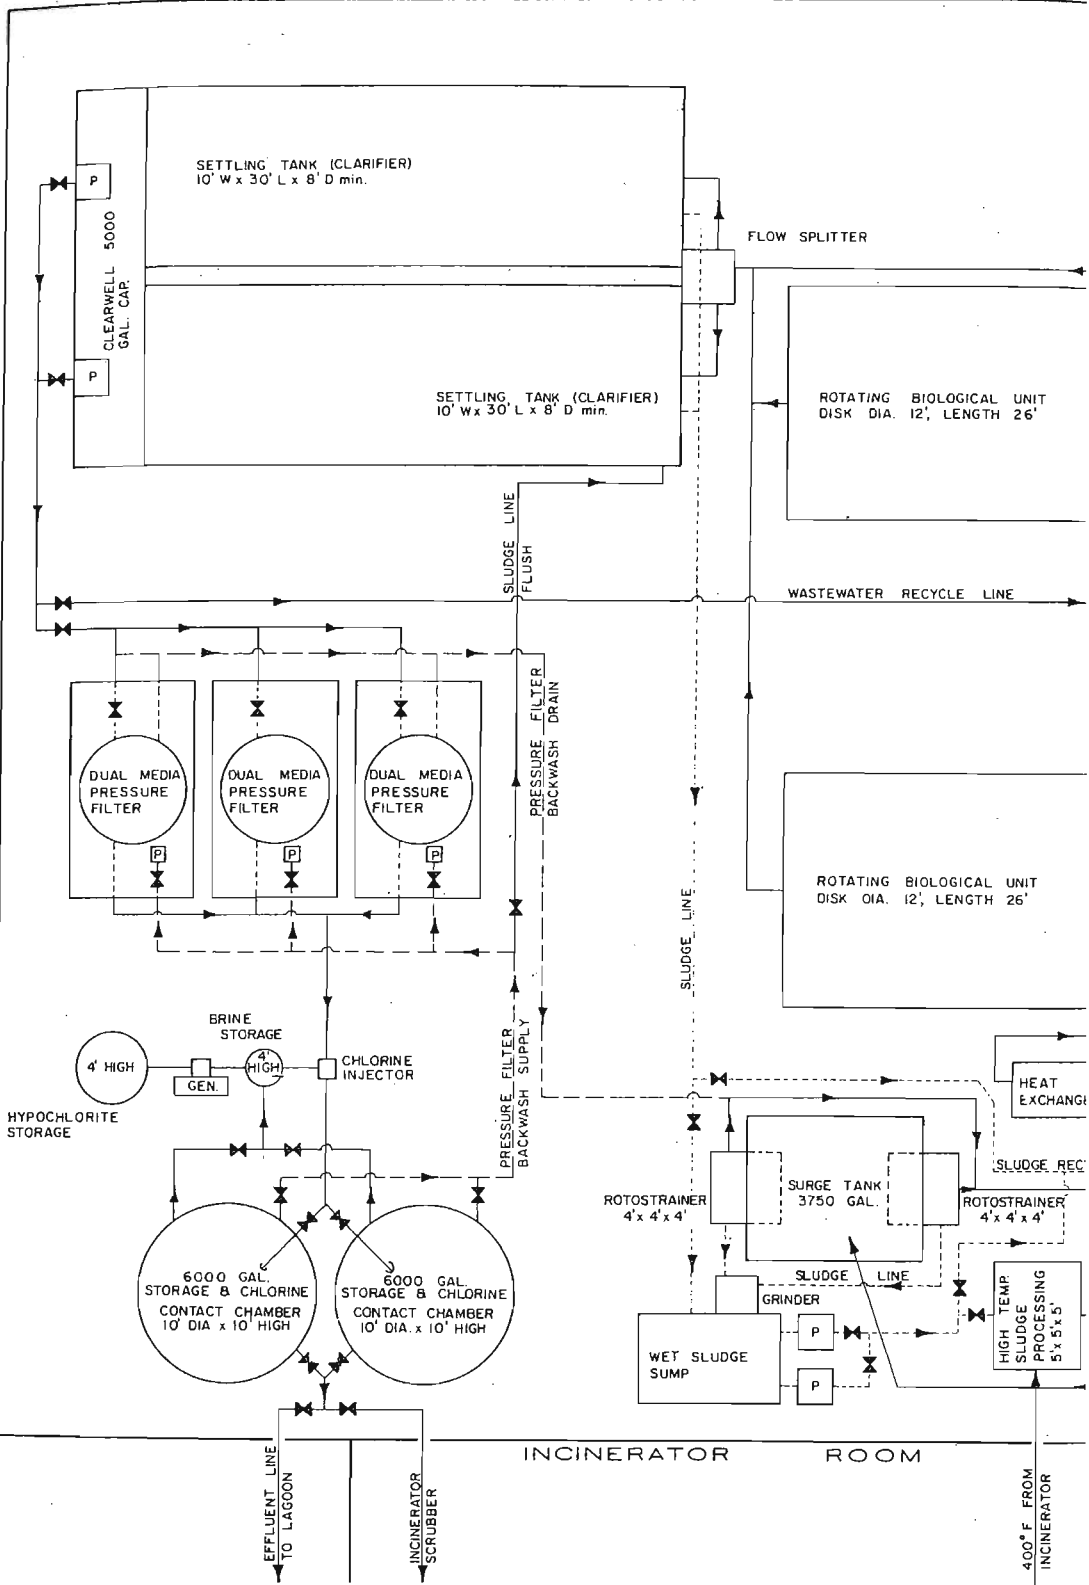 SETTLING TANK (CLARIFIER)
10' W x 30' L x 8' D min.
P
CLEARWELL 5000
GAL. CAP.
FLOW SPLITTER
P
SETTLING TANK (CLARIFIER)
10' W x 30' L x 8' D min.
ROTATING BIOLOGICAL UNIT
DISK DIA. 12', LENGTH 26'
SLUDGE LINE
FLUSH
WASTEWATER RECYCLE LINE
PRESSURE FILTER
BACKWASH DRAIN
DUAL MEDIA
PRESSURE
FILTER
DUAL MEDIA
PRESSURE
FILTER
DUAL MEDIA
PRESSURE
FILTER
P
P
P
ROTATING BIOLOGICAL UNIT
DISK DIA. 12', LENGTH 26'
SLUDGE LINE
BRINE
STORAGE
4' HIGH
4'
HIGH
GEN.
CHLORINE
INJECTOR
HYPOCHLORITE
STORAGE
PRESSURE FILTER
BACKWASH SUPPLY
HEAT
EXCHANGE
SLUDGE REC
SURGE TANK
3750 GAL.
ROTOSTRAINER
4'x 4'x 4'
ROTOSTRAINER
4'x 4'x 4'
6000 GAL.
STORAGE & CHLORINE
CONTACT CHAMBER
10' DIA x 10' HIGH
6000 GAL.
STORAGE & CHLORINE
CONTACT CHAMBER
10' DIA. x 10' HIGH
SLUDGE LINE
GRINDER
P
WET SLUDGE
SUMP
P
HIGH TEMP.
SLUDGE
PROCESSING
5'x 5'x 5'
INCINERATOR ROOM
EFFLUENT LINE
TO LAGOON
INCINERATOR
SCRUBBER
400° F FROM
INCINERATOR